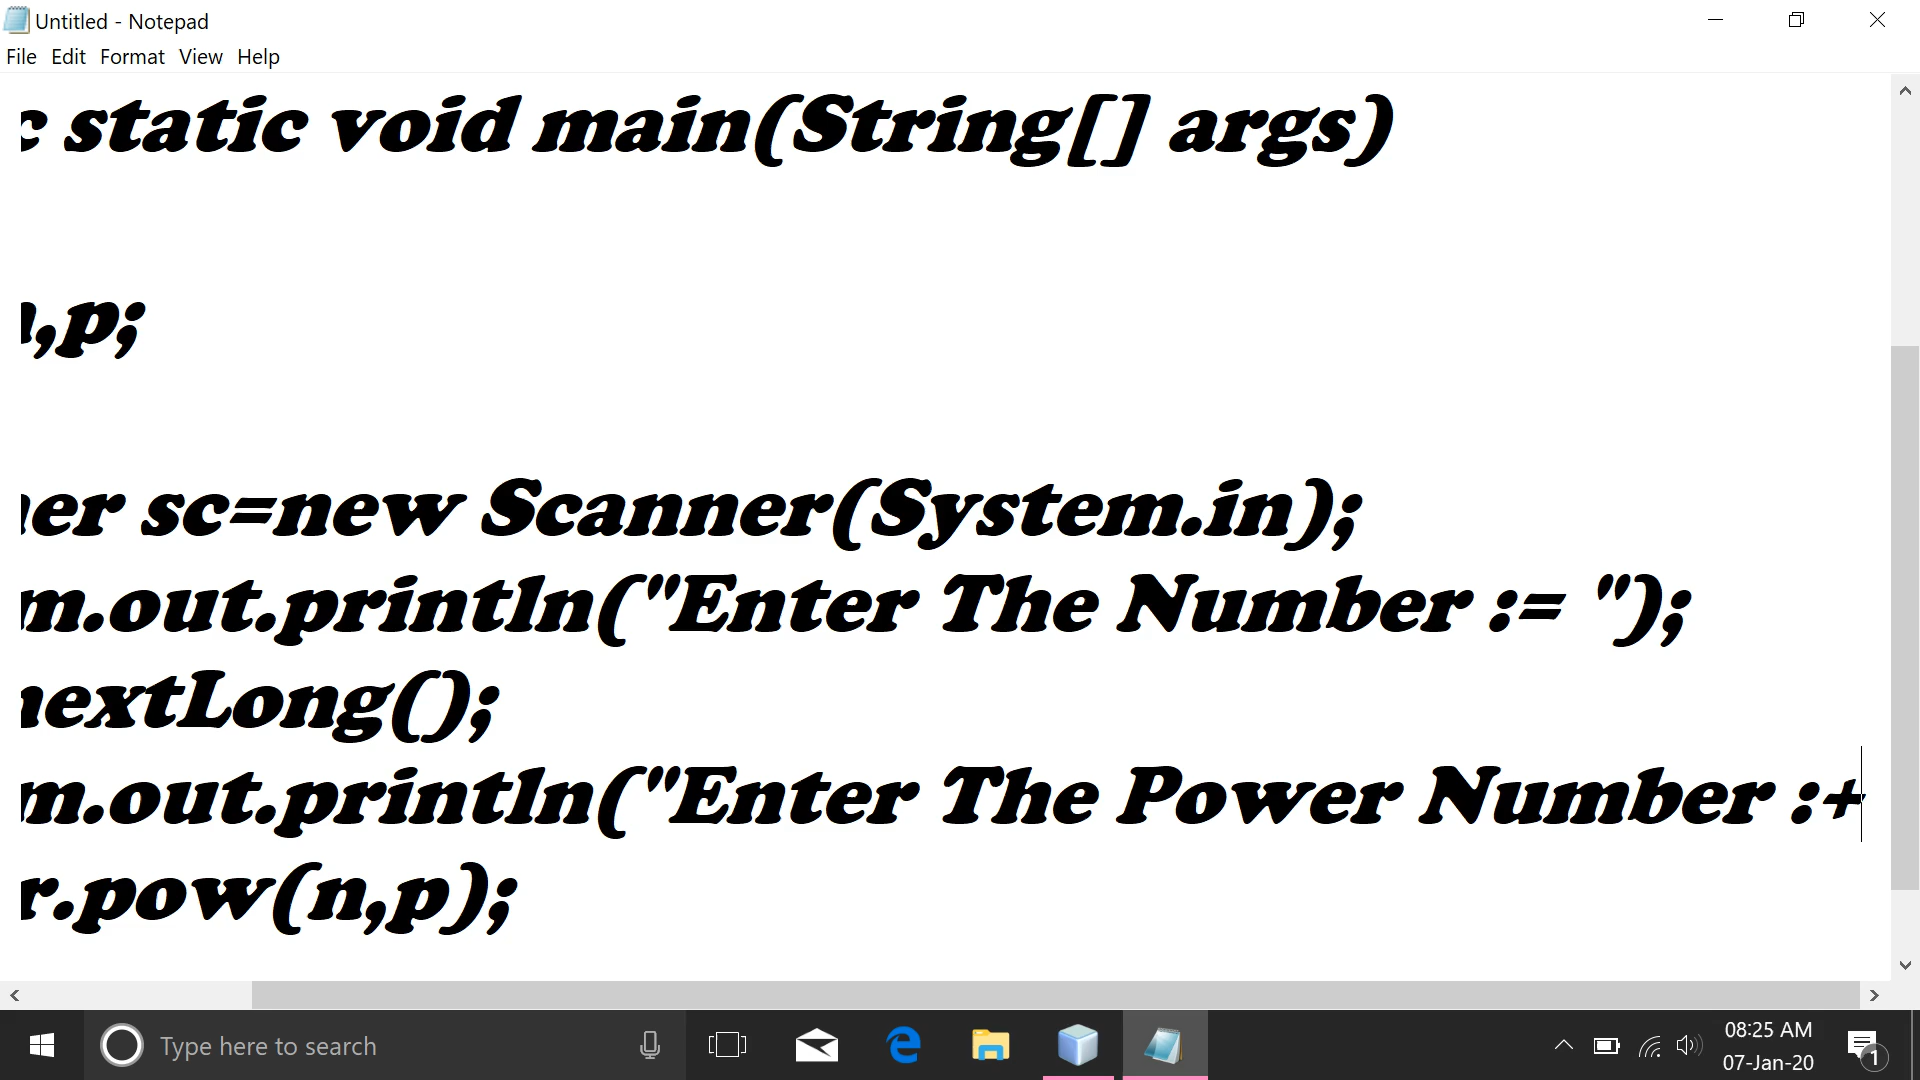 Untitled - Notepad
File Edit Format View Help
c static void main(String[] args)
,p;
er sc=new Scanner(System.in);
m.out.println("Enter The Number := ");
nextLong();
m.out.println("Enter The Power Number :+
r.pow(n,p);
Type here to search
08:25 AM
07-Jan-20
1